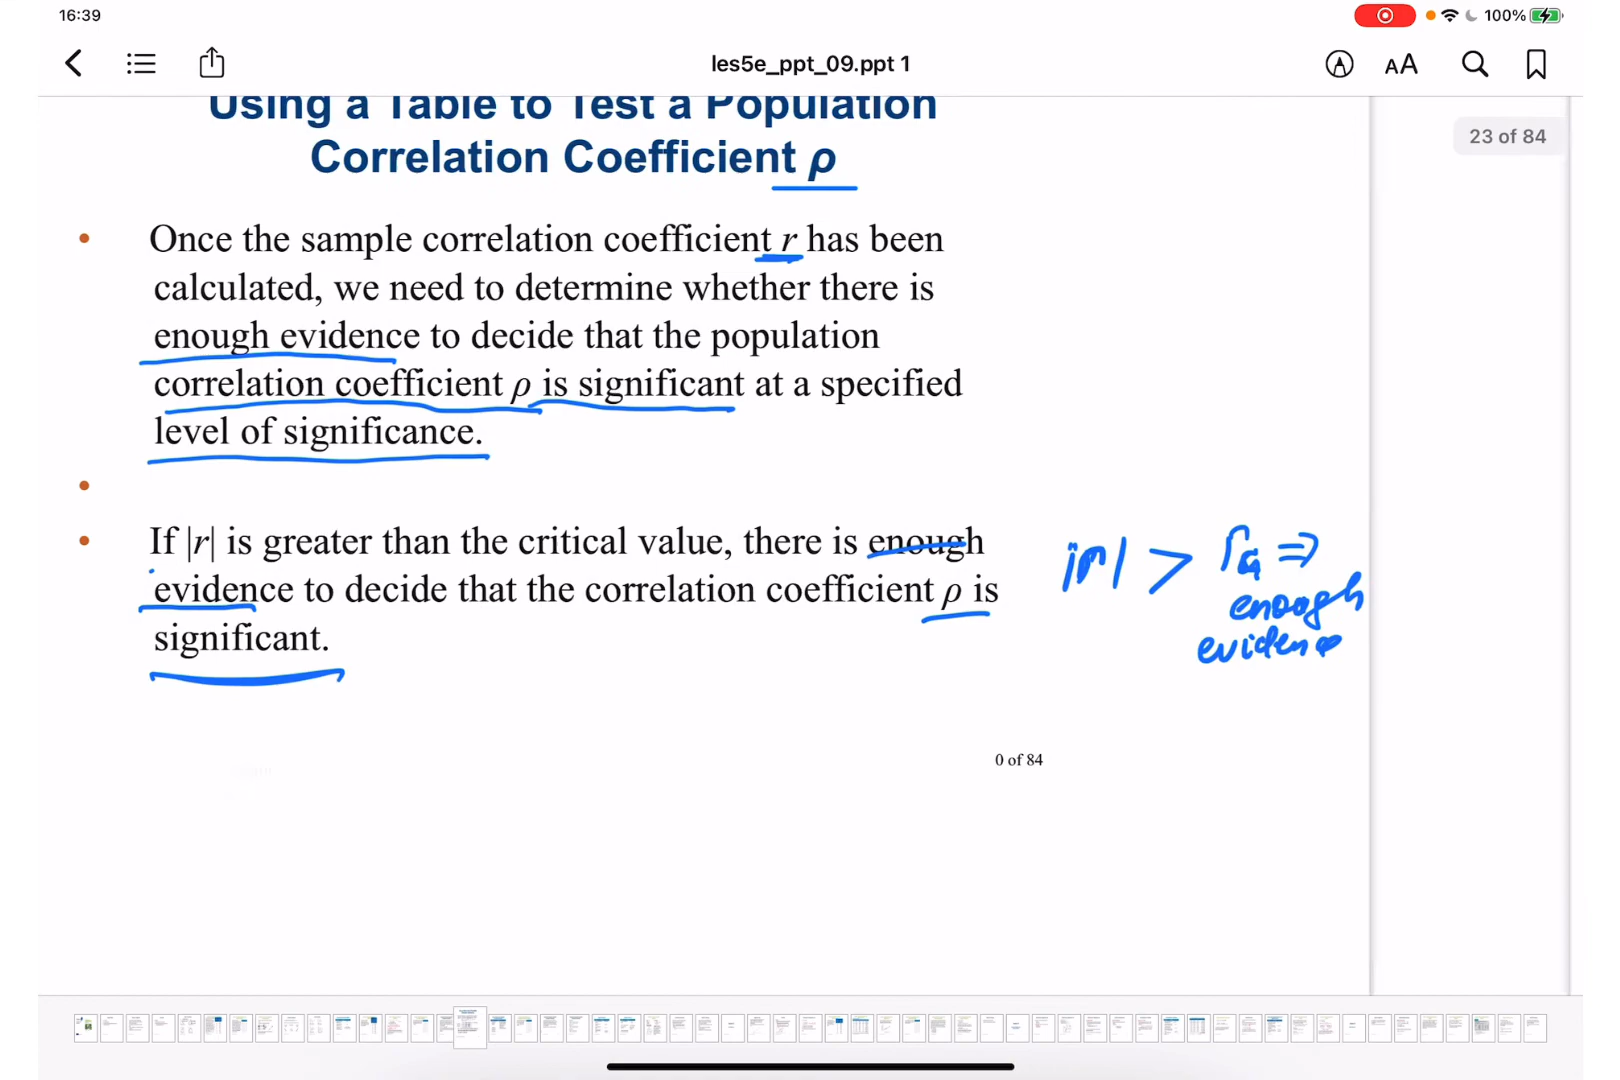 16:39
100%
les5e_ppt_09.ppt 1
AA
Using a Table to Test a Population
Correlation Coefficient ρ
23 of 84
• Once the sample correlation coefficient r has been
calculated, we need to determine whether there is
enough evidence to decide that the population
correlation coefficient ρ is significant at a specified
level of significance.
•
• If |r| is greater than the critical value, there is enough
evidence to decide that the correlation coefficient ρ is
significant.
|r| > ⇒
enough
evidence
0 of 84